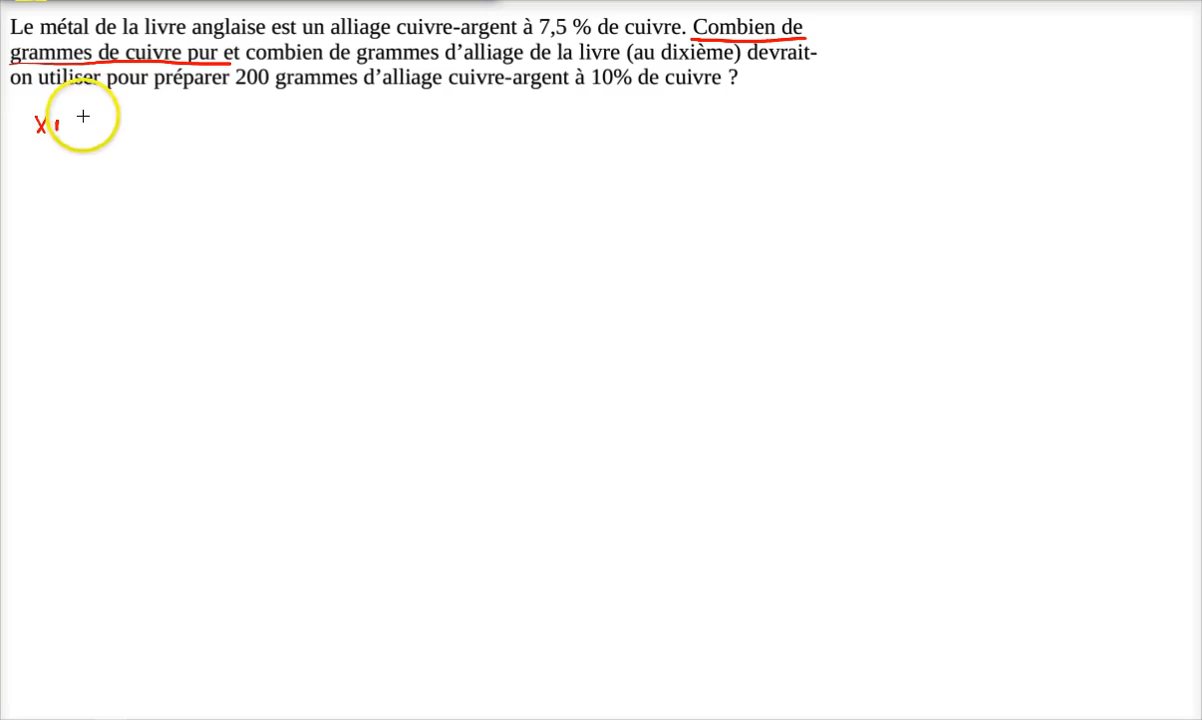 Le métal de la livre anglaise est un alliage cuivre-argent à 7,5 % de cuivre. Combien de
grammes de cuivre pur et combien de grammes d’alliage de la livre (au dixième) devrait-
on utiliser pour préparer 200 grammes d’alliage cuivre-argent à 10% de cuivre ?
X